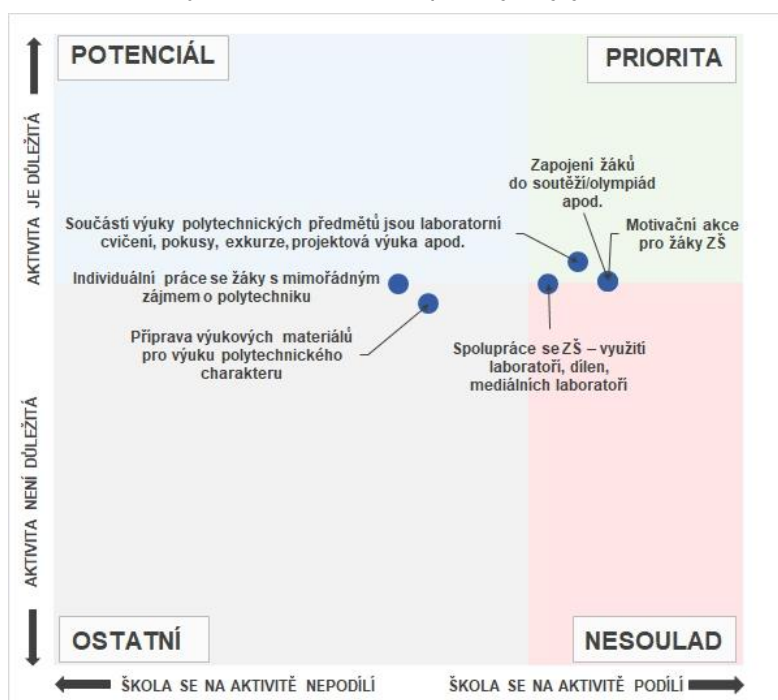 POTENCIÁL
PRIORITA
AKTIVITA JE DŮLEŽITÁ
Zapojení žáků
do soutěží/olympiád
apod.
Součástí výuky polytechnických předmětů jsou laboratorní
cvičení, pokusy, exkurze, projektová výuka apod.
Motivační akce
pro žáky ZŠ
Individuální práce se žáky s mimořádným
zájmem o polytechniku
Příprava výukových materiálů
pro výuku polytechnického
charakteru
Spolupráce se ZŠ – využití
laboratoří, dílen,
mediálních laboratoří
AKTIVITA NENÍ DŮLEŽITÁ
OSTATNÍ
NESOULAD
ŠKOLA SE NA AKTIVITĚ NEPODÍLÍ
ŠKOLA SE NA AKTIVITĚ PODÍLÍ